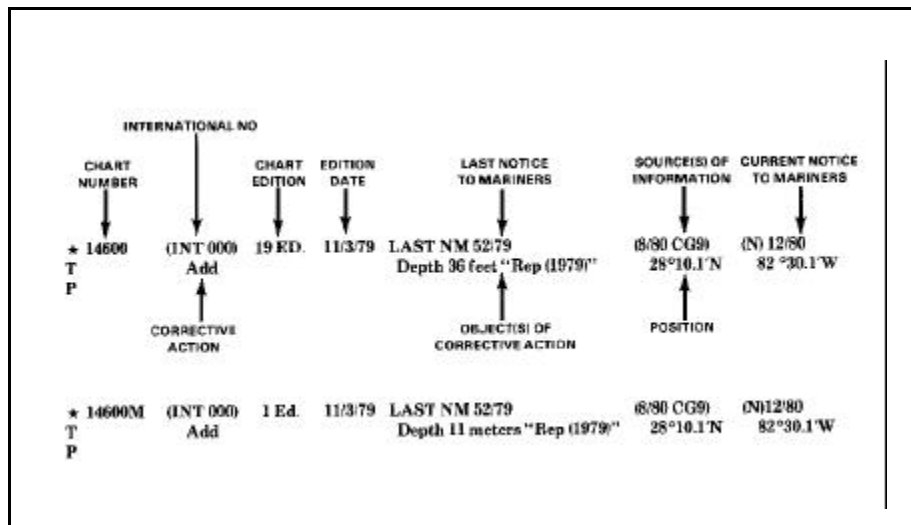 INTERNATIONAL NO
CHART NUMBER
CHART EDITION
EDITION DATE
LAST NOTICE TO MARINERS
SOURCE(S) OF INFORMATION
CURRENT NOTICE TO MARINERS
★ 14600 (INT 000) 19 ED. 11/3/79 LAST NM 52/79 (8/80 CG9) (N) 12/80
T Add Depth 36 feet “Rep (1979)” 28°10.1'N 82 °30.1'W
P
CORRECTIVE ACTION
OBJECT(S) OF CORRECTIVE ACTION
POSITION
★ 14600M (INT 000) 1 Ed. 11/3/79 LAST NM 52/79 (8/80 CG9) (N)12/80
T Add Depth 11 meters “Rep (1979)” 28°10.1'N 82°30.1'W
P